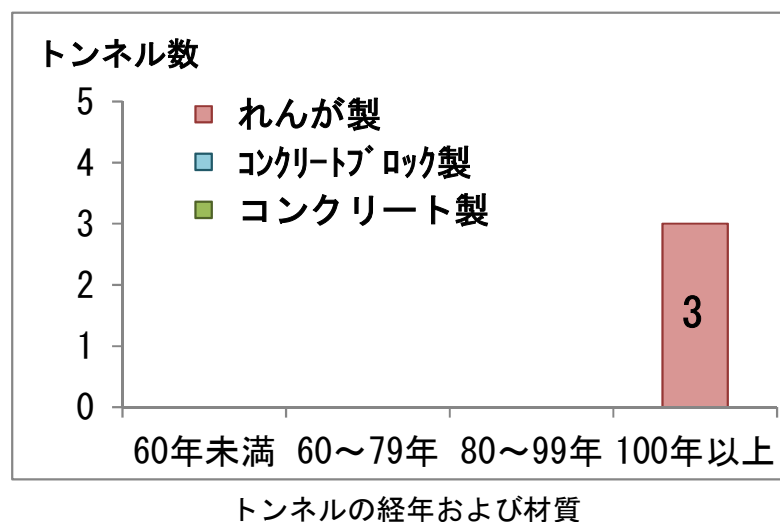 トンネル数
5
れんが製
4
コンクリートブロック製
3
コンクリート製
2
3
1
0
60年未満 60～79年 80～99年 100年以上
トンネルの経年および材質